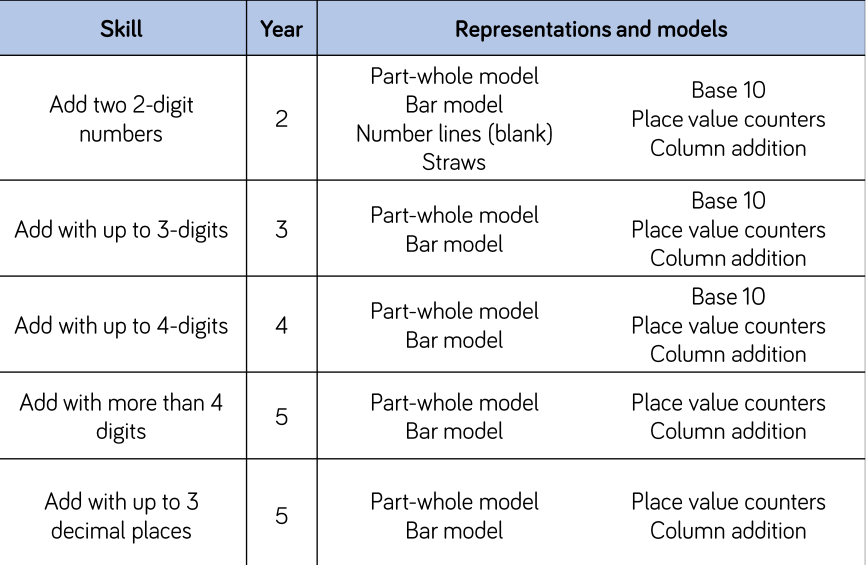 Skill
Year
Representations and models
Add two 2-digit
numbers
2
Part-whole model
Bar model
Number lines (blank)
Straws
Base 10
Place value counters
Column addition
Add with up to 3-digits
3
Part-whole model
Bar model
Base 10
Place value counters
Column addition
Add with up to 4-digits
4
Part-whole model
Bar model
Base 10
Place value counters
Column addition
Add with more than 4
digits
5
Part-whole model
Bar model
Place value counters
Column addition
Add with up to 3
decimal places
5
Part-whole model
Bar model
Place value counters
Column addition